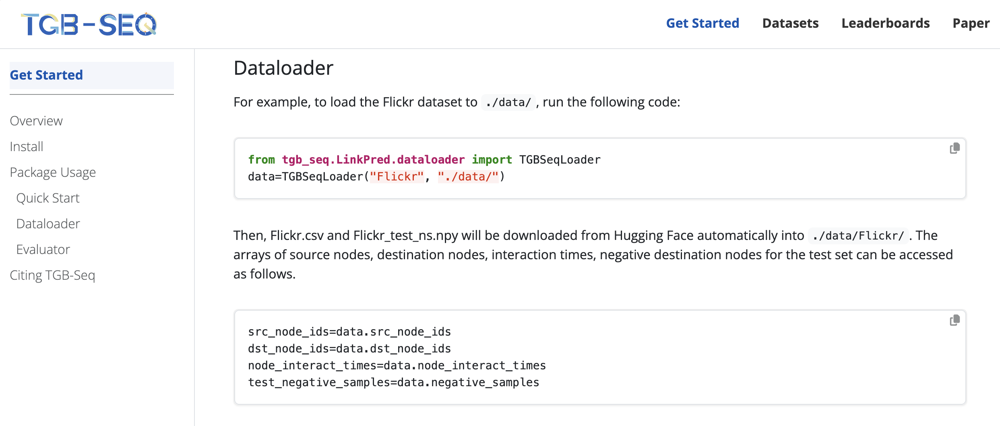 TGB-SEQ
Get Started Datasets Leaderboards Paper
Get Started
Overview
Install
Package Usage
Quick Start
Dataloader
Evaluator
Citing TGB-Seq
Dataloader
For example, to load the Flickr dataset to ./data/ , run the following code:
from tgb_seq.LinkPred.dataloader import TGBSeqLoader
data=TGBSeqLoader("Flickr", "./data/")
Then, Flickr.csv and Flickr_test_ns.npy will be downloaded from Hugging Face automatically into ./data/Flickr/ . The
arrays of source nodes, destination nodes, interaction times, negative destination nodes for the test set can be accessed
as follows.
src_node_ids=data.src_node_ids
dst_node_ids=data.dst_node_ids
node_interact_times=data.node_interact_times
test_negative_samples=data.negative_samples